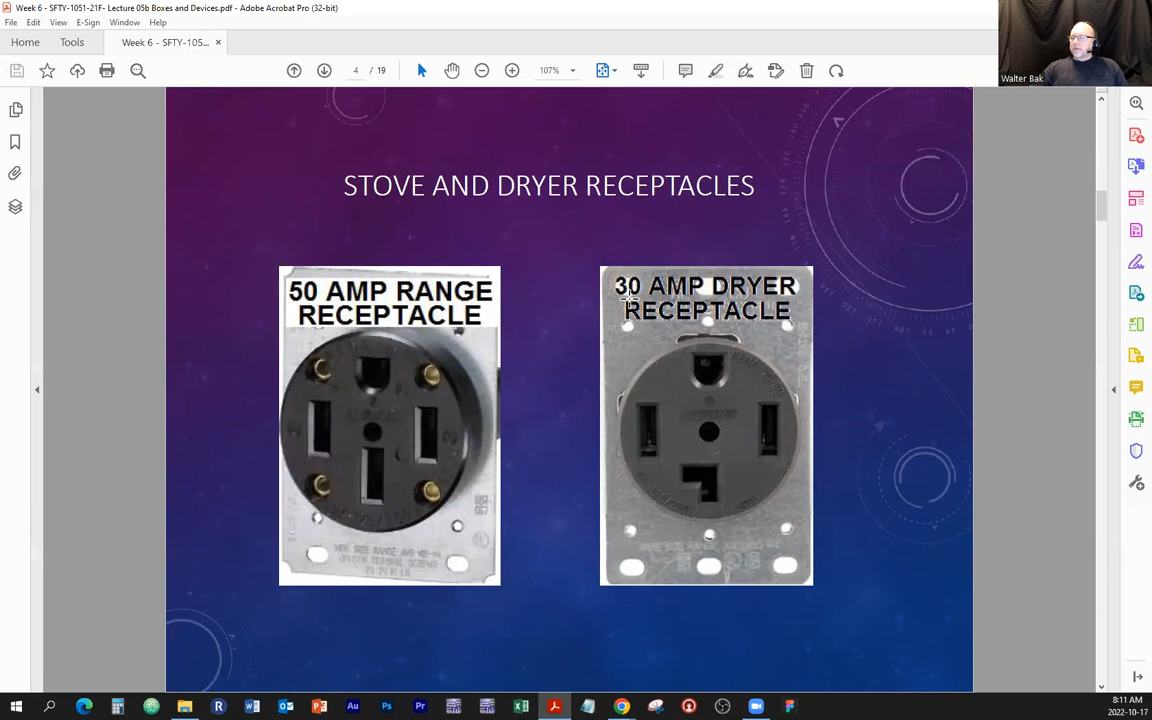 Week 6 - SFTY-1051-21F- Lecture 05b Boxes and Devices.pdf - Adobe Acrobat Pro (32-bit)
File Edit View E-Sign Window Help
Home Tools Week 6 - SFTY-105...
4 / 19 107%
Walter Bak
STOVE AND DRYER RECEPTACLES
50 AMP RANGE
RECEPTACLE
30 AMP DRYER
RECEPTACLE
8:11 AM
2022-10-17